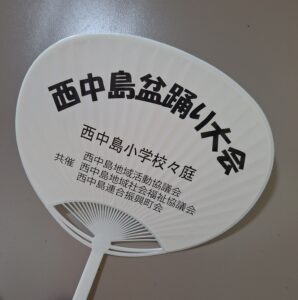 西中島盆踊り大会
西中島小学校々庭
共催
西中島地域活動協議会
西中島地域社会福祉協議会
西中島連合振興町会